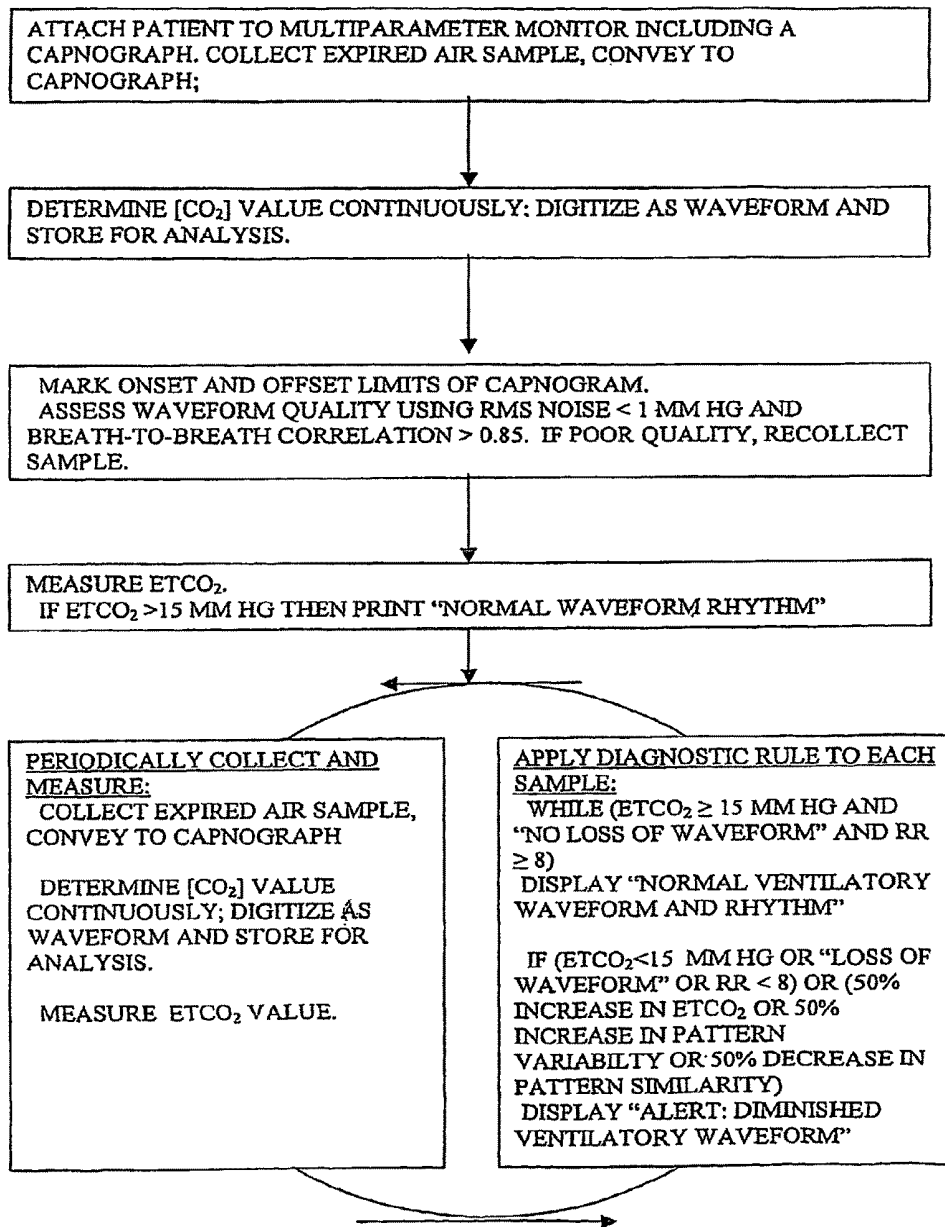 ATTACH PATIENT TO MULTIPARAMETER MONITOR INCLUDING A
CAPNOGRAPH. COLLECT EXPIRED AIR SAMPLE, CONVEY TO
CAPNOGRAPH;
DETERMINE [CO₂] VALUE CONTINUOUSLY: DIGITIZE AS WAVEFORM AND
STORE FOR ANALYSIS.
MARK ONSET AND OFFSET LIMITS OF CAPNOGRAM.
ASSESS WAVEFORM QUALITY USING RMS NOISE < 1 MM HG AND
BREATH-TO-BREATH CORRELATION > 0.85. IF POOR QUALITY, RECOLLECT
SAMPLE.
MEASURE ETCO₂.
IF ETCO₂ >15 MM HG THEN PRINT “NORMAL WAVEFORM RHYTHM”
PERIODICALLY COLLECT AND
MEASURE:
COLLECT EXPIRED AIR SAMPLE,
CONVEY TO CAPNOGRAPH
DETERMINE [CO₂] VALUE
CONTINUOUSLY; DIGITIZE AS
WAVEFORM AND STORE FOR
ANALYSIS.
MEASURE ETCO₂ VALUE.
APPLY DIAGNOSTIC RULE TO EACH
SAMPLE:
WHILE (ETCO₂ ≥ 15 MM HG AND
“NO LOSS OF WAVEFORM” AND RR
≥ 8)
DISPLAY “NORMAL VENTILATORY
WAVEFORM AND RHYTHM”
IF (ETCO₂<15 MM HG OR “LOSS OF
WAVEFORM” OR RR < 8) OR (50%
INCREASE IN ETCO₂ OR 50%
INCREASE IN PATTERN
VARIABILTY OR 50% DECREASE IN
PATTERN SIMILARITY)
DISPLAY “ALERT: DIMINISHED
VENTILATORY WAVEFORM”